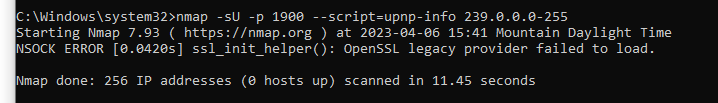 C:\Windows\system32>nmap -sU -p 1900 --script=upnp-info 239.0.0.0-255
Starting Nmap 7.93 ( https://nmap.org ) at 2023-04-06 15:41 Mountain Daylight Time
NSOCK ERROR [0.0420s] ssl_init_helper(): OpenSSL legacy provider failed to load.
Nmap done: 256 IP addresses (0 hosts up) scanned in 11.45 seconds